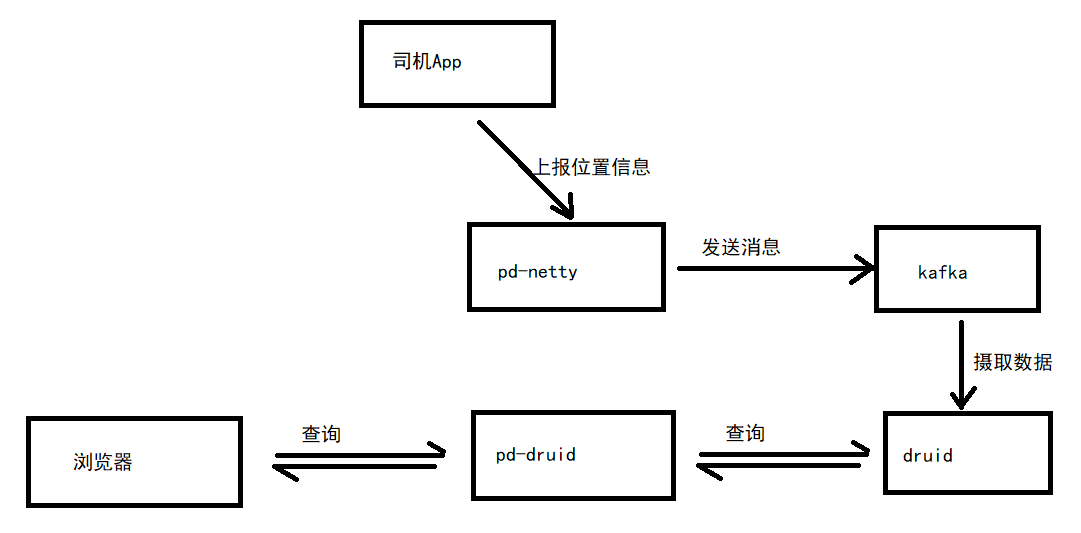 司机App
上报位置信息
pd-netty
发送消息
kafka
摄取数据
浏览器
查询
pd-druid
查询
druid